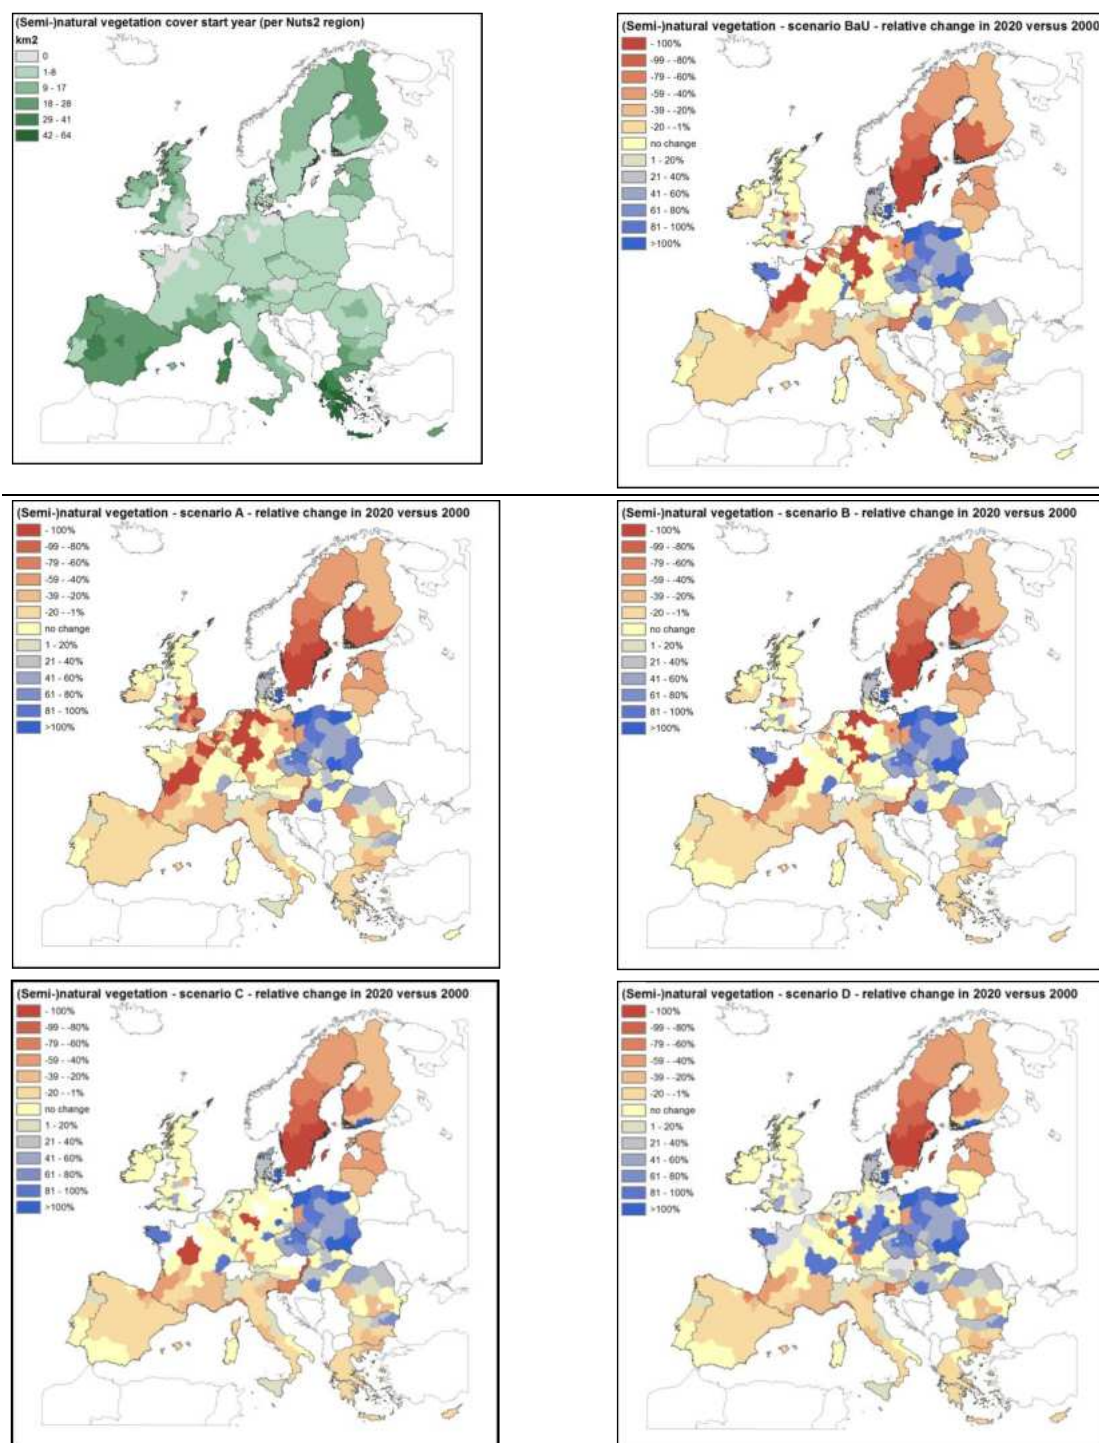 (Semi-)natural vegetation cover start year (per Nuts2 region)
km2
0
1-8
9 - 17
18 - 28
29 - 41
42 - 64
(Semi-)natural vegetation - scenario BaU - relative change in 2020 versus 2000
- 100%
-99 - -80%
-79 - -60%
-59 - -40%
-39 - -20%
-20 - -1%
no change
1 - 20%
21 - 40%
41 - 60%
61 - 80%
81 - 100%
>100%
(Semi-)natural vegetation - scenario A - relative change in 2020 versus 2000
- 100%
-99 - -80%
-79 - -60%
-59 - -40%
-39 - -20%
-20 - -1%
no change
1 - 20%
21 - 40%
41 - 60%
61 - 80%
81 - 100%
>100%
(Semi-)natural vegetation - scenario B - relative change in 2020 versus 2000
- 100%
-99 - -80%
-79 - -60%
-59 - -40%
-39 - -20%
-20 - -1%
no change
1 - 20%
21 - 40%
41 - 60%
61 - 80%
81 - 100%
>100%
(Semi-)natural vegetation - scenario C - relative change in 2020 versus 2000
- 100%
-99 - -80%
-79 - -60%
-59 - -40%
-39 - -20%
-20 - -1%
no change
1 - 20%
21 - 40%
41 - 60%
61 - 80%
81 - 100%
>100%
(Semi-)natural vegetation - scenario D - relative change in 2020 versus 2000
- 100%
-99 - -80%
-79 - -60%
-59 - -40%
-39 - -20%
-20 - -1%
no change
1 - 20%
21 - 40%
41 - 60%
61 - 80%
81 - 100%
>100%